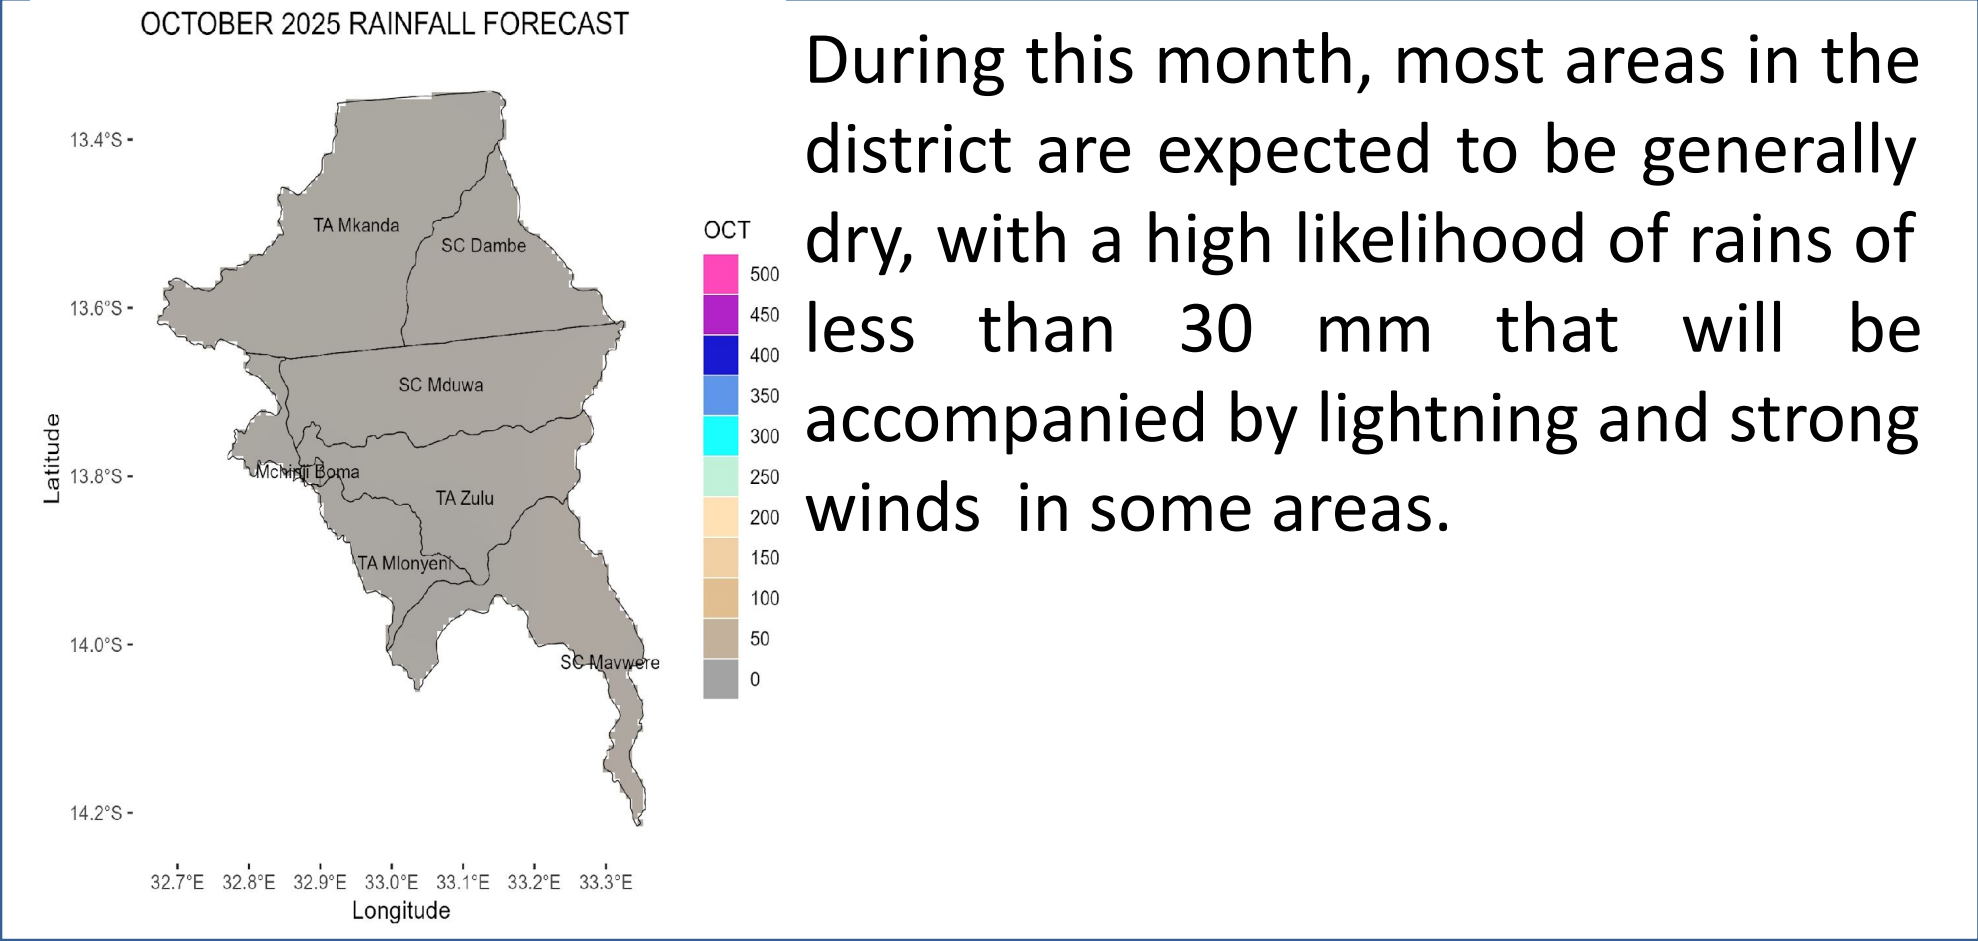 OCTOBER 2025 RAINFALL FORECAST
13.4°S
13.6°S
13.8°S
14.0°S
14.2°S
Latitude
TA Mkanda
SC Dambe
SC Mduwa
Mchinji Boma
TA Zulu
TA Mlonyeni
SC Mavwere
32.7°E 32.8°E 32.9°E 33.0°E 33.1°E 33.2°E 33.3°E
Longitude
OCT
500
450
400
350
300
250
200
150
100
50
0
During this month, most areas in the
district are expected to be generally
dry, with a high likelihood of rains of
less than 30 mm that will be
accompanied by lightning and strong
winds in some areas.